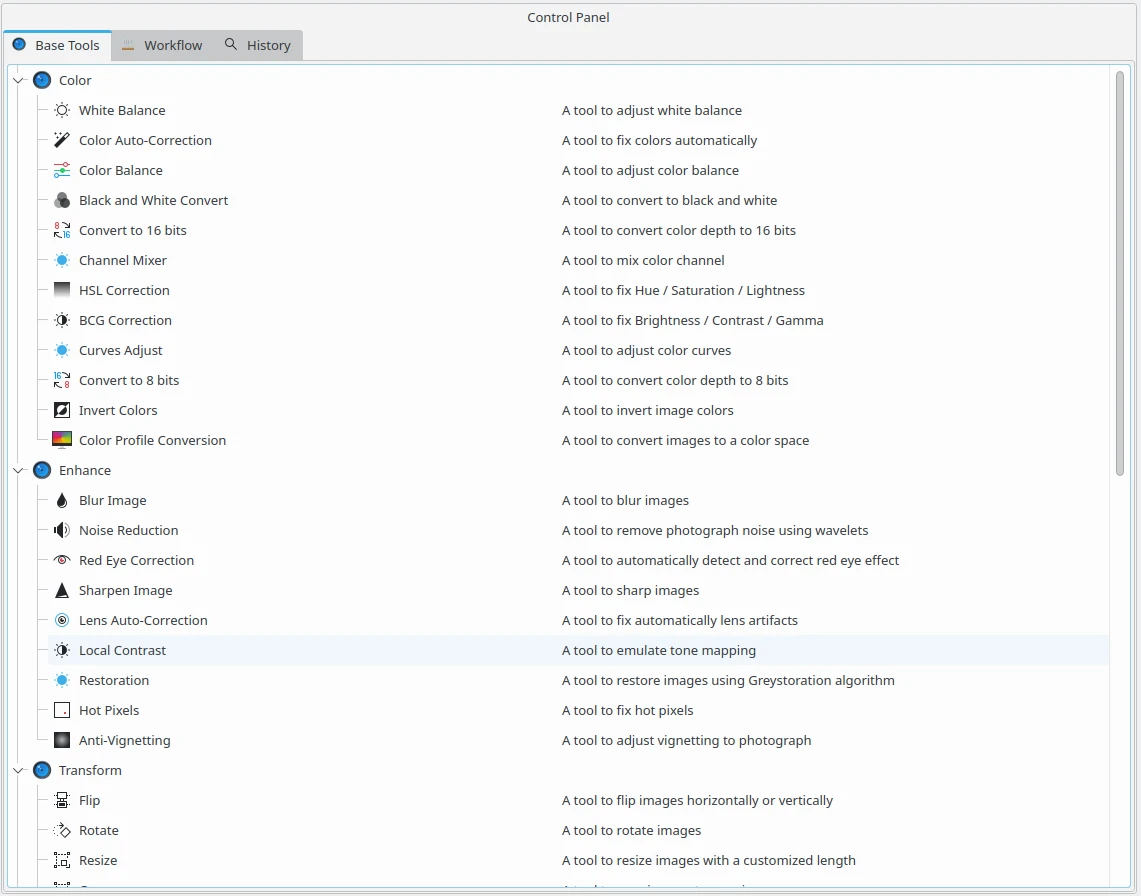 Control Panel
Base Tools Workflow History
Color
White Balance A tool to adjust white balance
Color Auto-Correction A tool to fix colors automatically
Color Balance A tool to adjust color balance
Black and White Convert A tool to convert to black and white
8 16 Convert to 16 bits A tool to convert color depth to 16 bits
Channel Mixer A tool to mix color channel
HSL Correction A tool to fix Hue / Saturation / Lightness
BCG Correction A tool to fix Brightness / Contrast / Gamma
Curves Adjust A tool to adjust color curves
16 8 Convert to 8 bits A tool to convert color depth to 8 bits
Invert Colors A tool to invert image colors
Color Profile Conversion A tool to convert images to a color space
Enhance
Blur Image A tool to blur images
Noise Reduction A tool to remove photograph noise using wavelets
Red Eye Correction A tool to automatically detect and correct red eye effect
Sharpen Image A tool to sharp images
Lens Auto-Correction A tool to fix automatically lens artifacts
Local Contrast A tool to emulate tone mapping
Restoration A tool to restore images using Greystoration algorithm
Hot Pixels A tool to fix hot pixels
Anti-Vignetting A tool to adjust vignetting to photograph
Transform
Flip A tool to flip images horizontally or vertically
Rotate A tool to rotate images
Resize A tool to resize images with a customized length